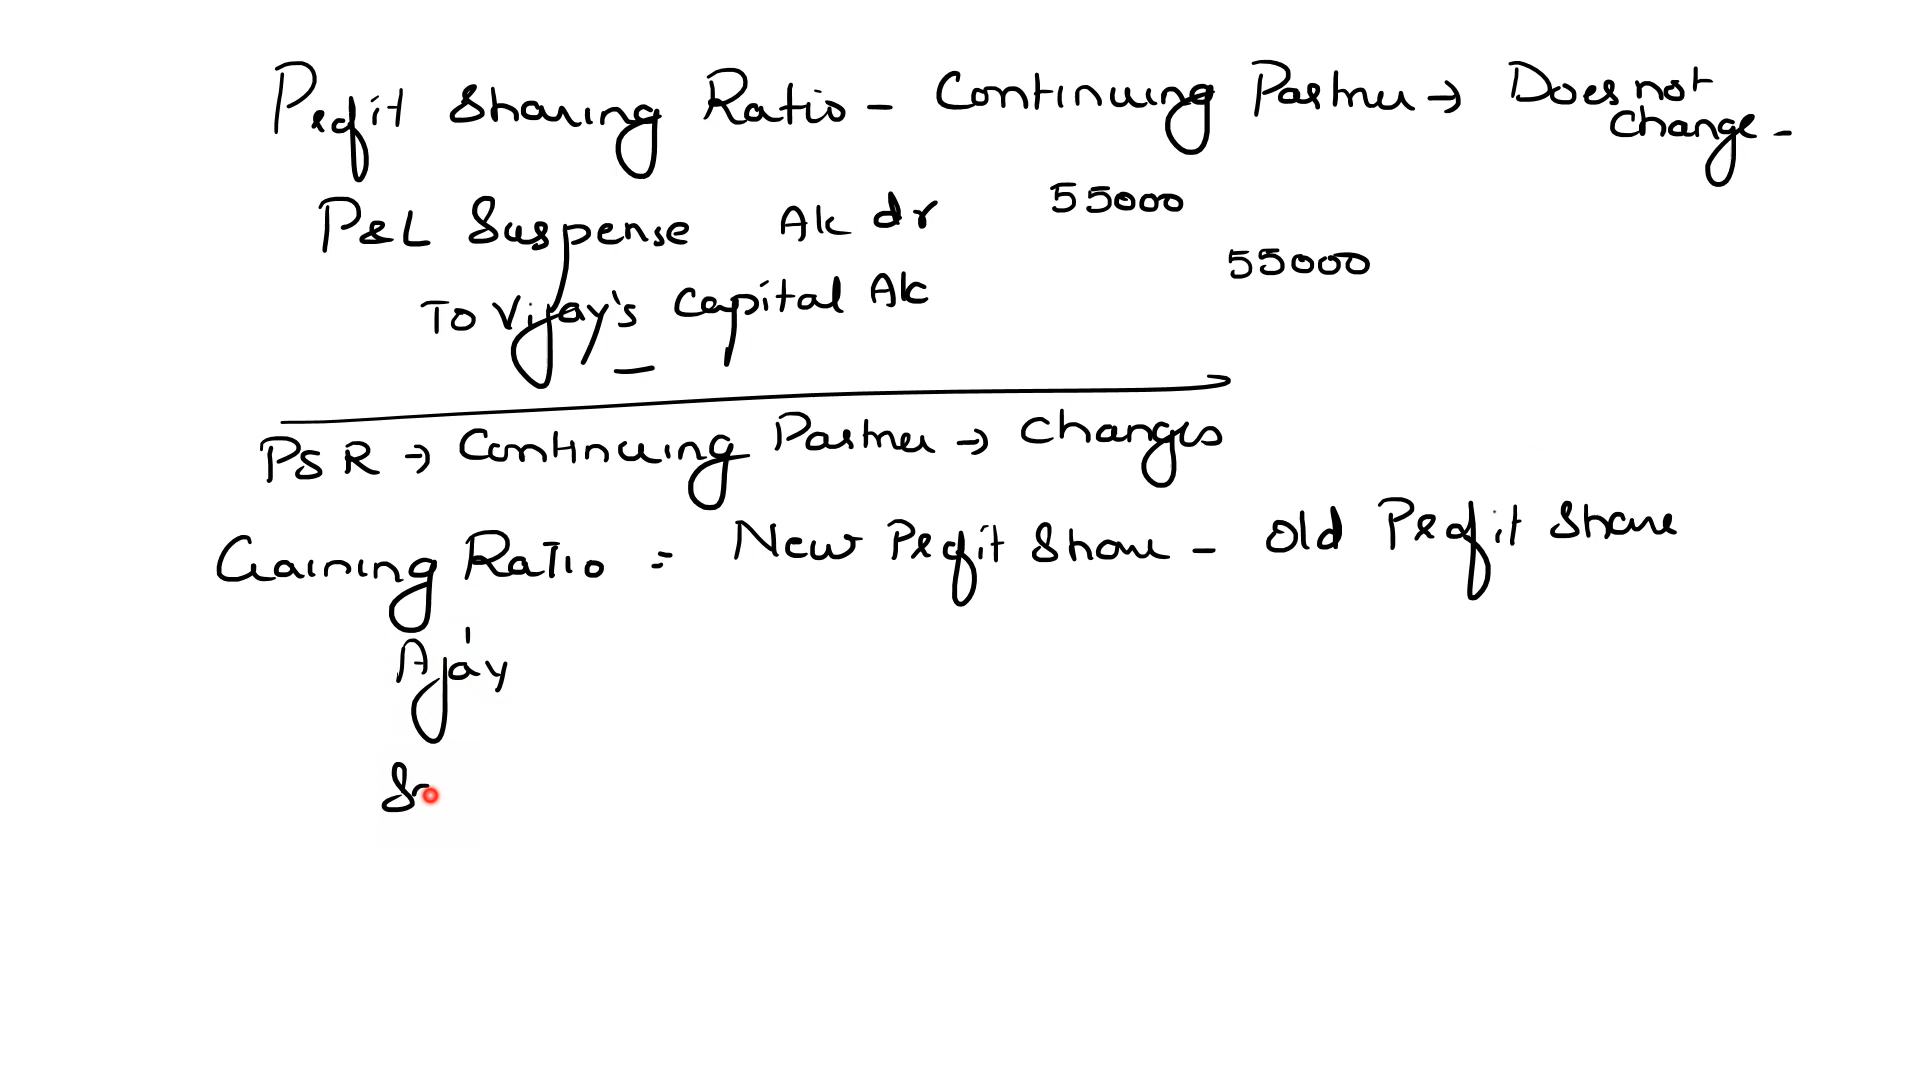 Profit Sharing Ratio - Continuing Partner → Does not change -
P&L Suspense A/c dr 55000
To Vijay's Capital A/c 55000
PSR → Continuing Partner → Changes
Gaining Ratio = New Profit Share - Old Profit Share
Ajay